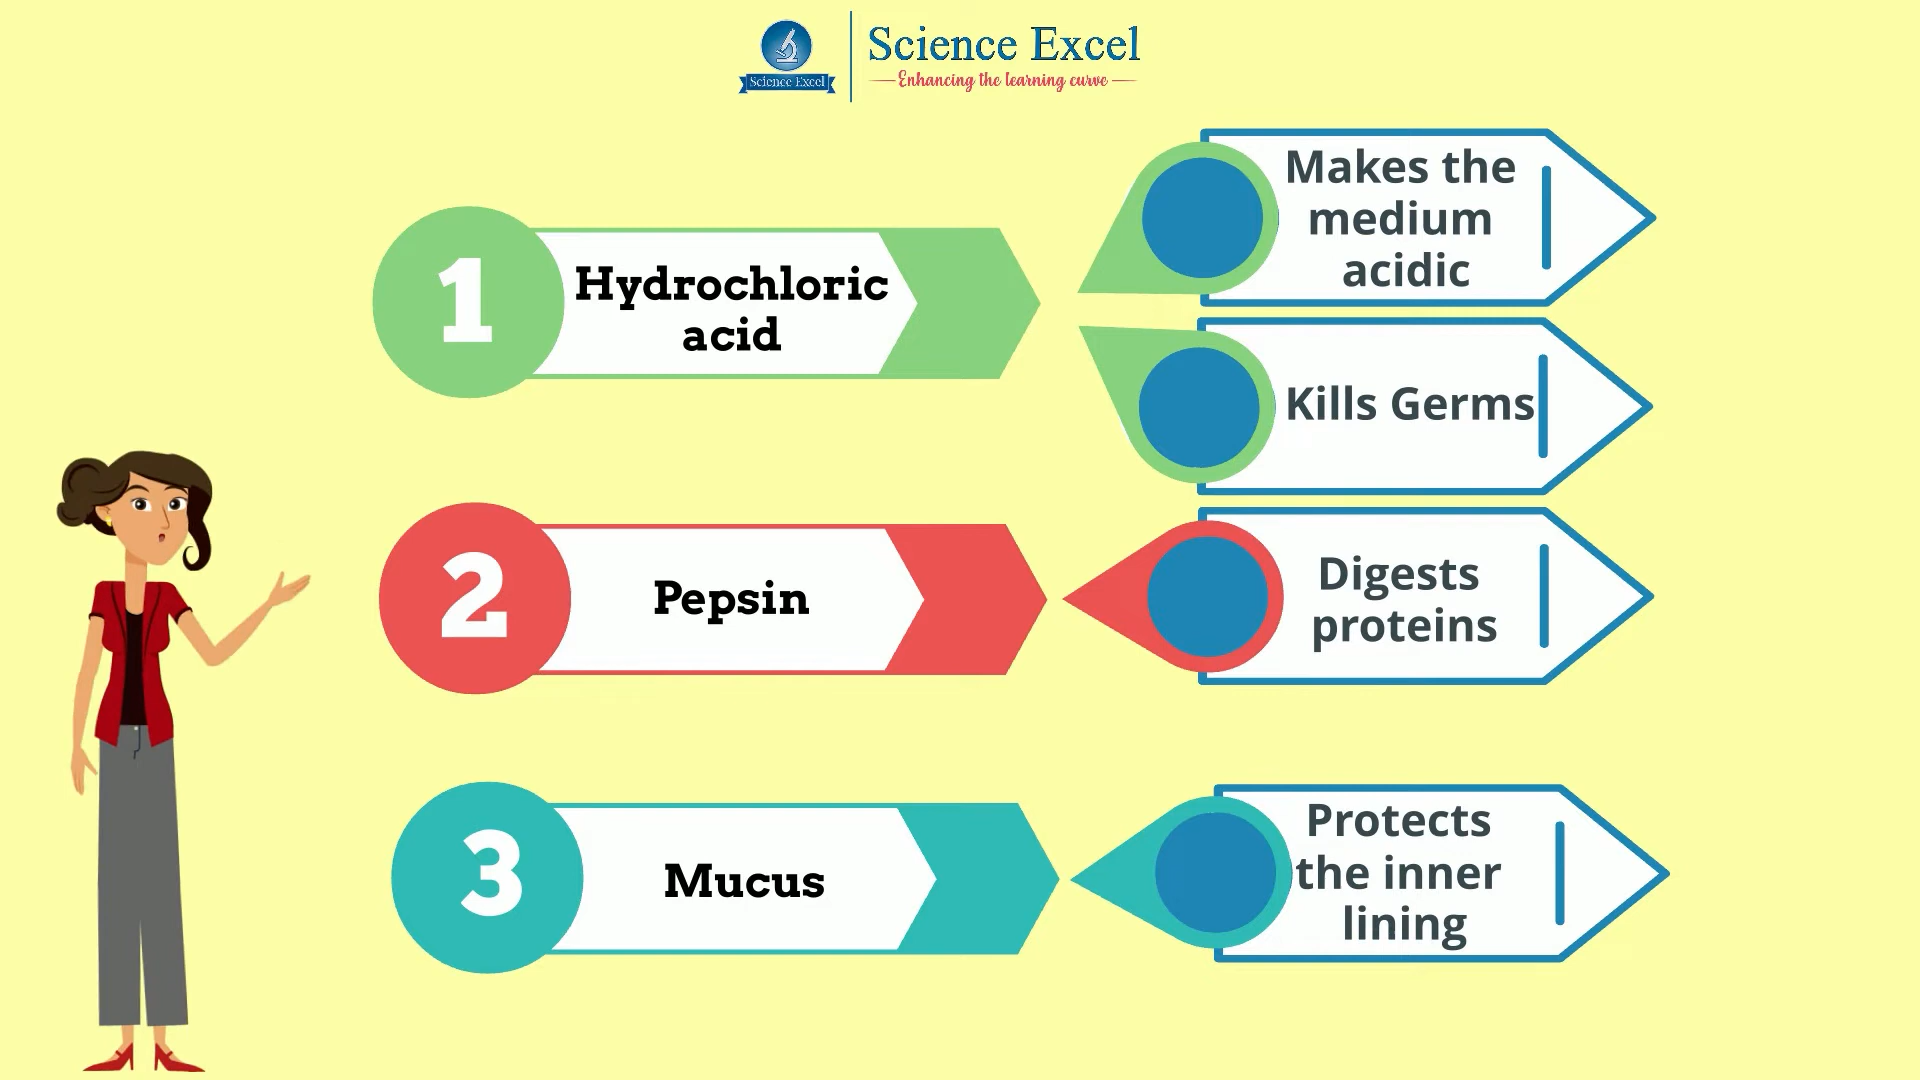 Science Excel
Science Excel
Enhancing the learning curve
1
Hydrochloric
acid
Makes the
medium
acidic
Kills Germs
2
Pepsin
Digests
proteins
3
Mucus
Protects
the inner
lining